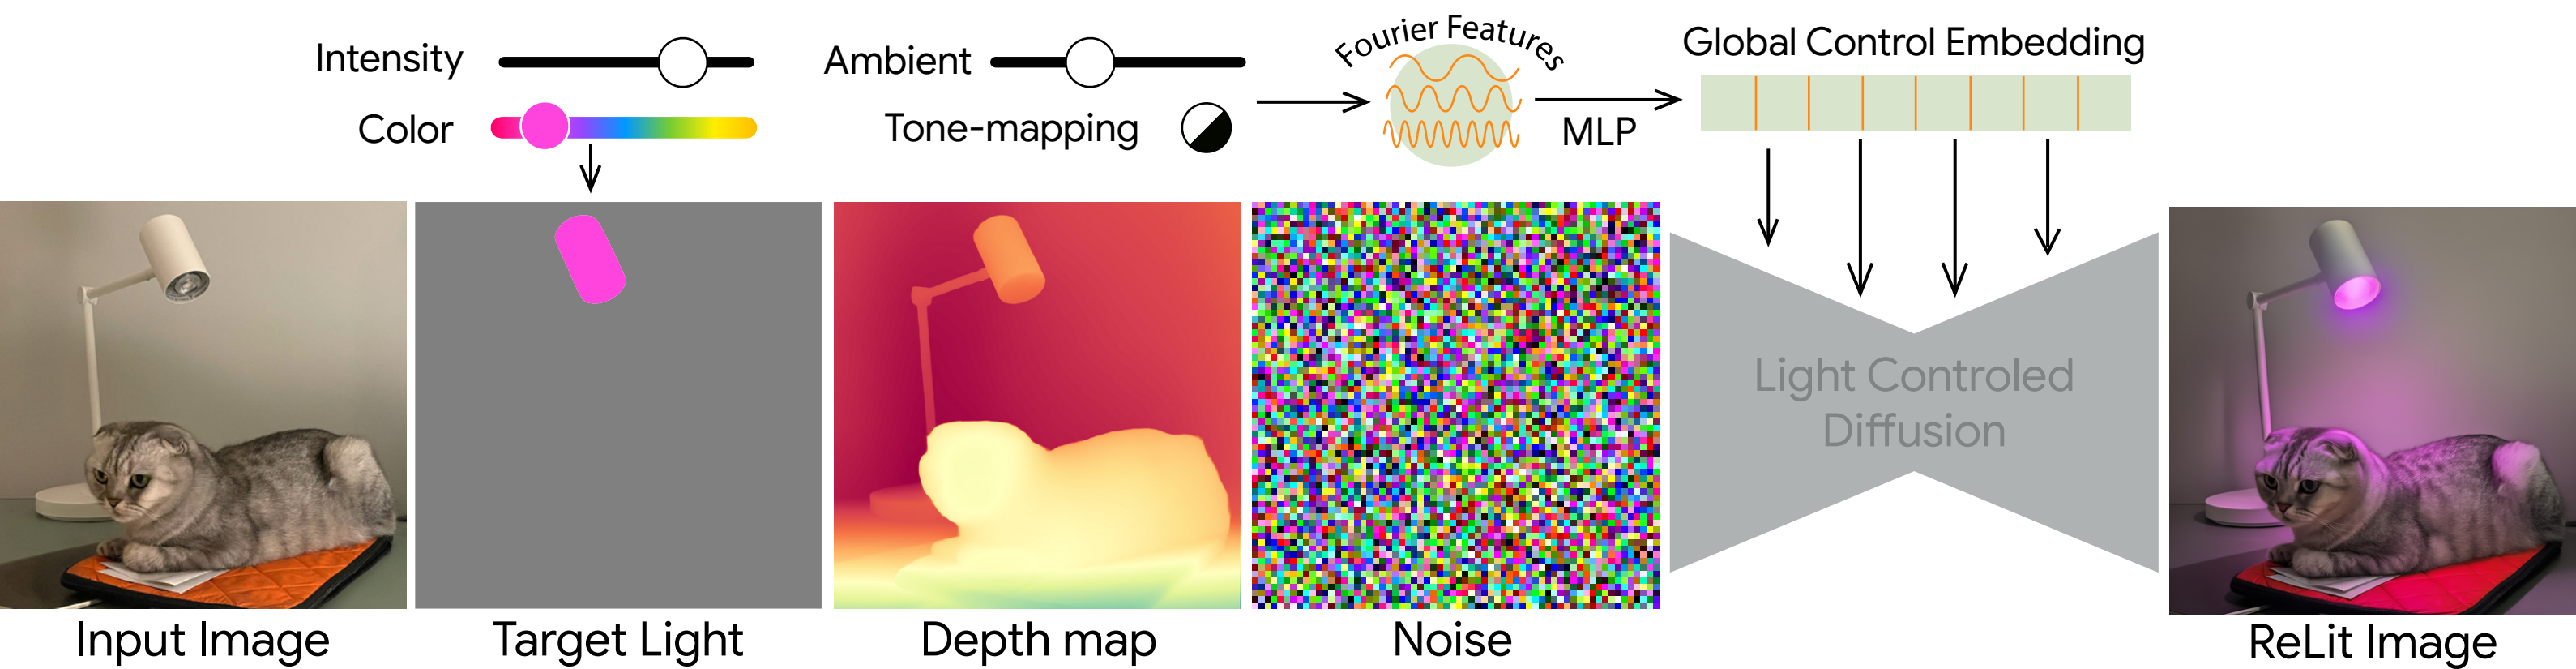 Intensity
Color
Ambient
Tone-mapping
Fourier Features
MLP
Global Control Embedding
Light Controled
Diffusion
Input Image
Target Light
Depth map
Noise
ReLit Image